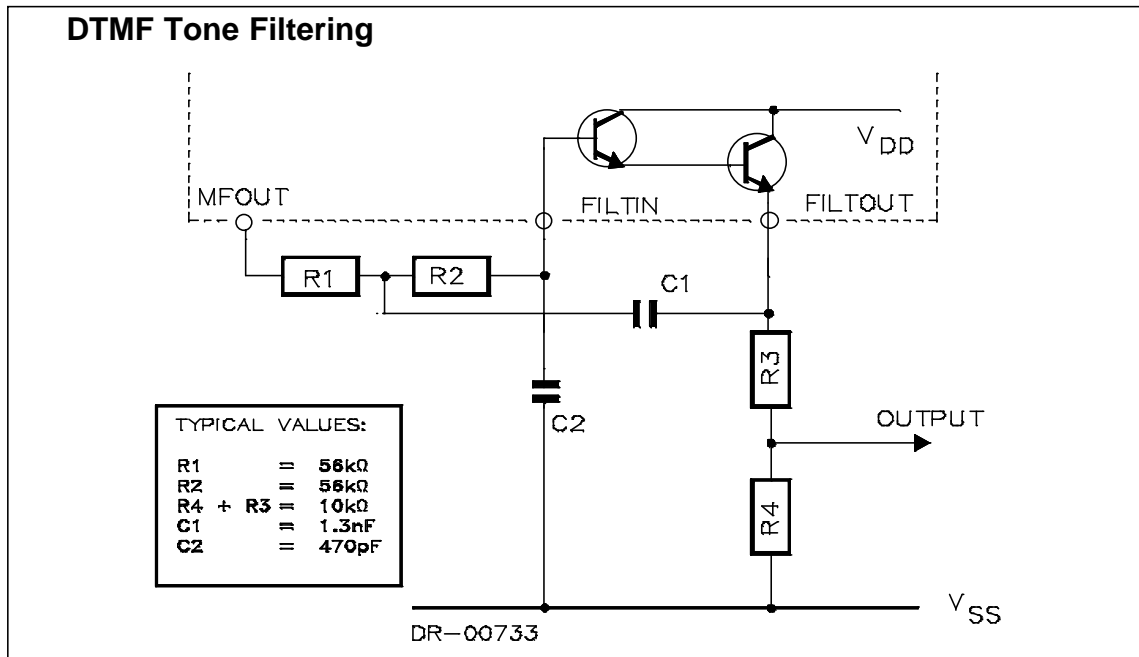 DTMF Tone Filtering
V DD
MFOUT
FILTIN
FILTOUT
R1
R2
C1
R3
C2
OUTPUT
R4
TYPICAL VALUES:
R1 = 56kΩ
R2 = 56kΩ
R4 + R3 = 10kΩ
C1 = 1.3nF
C2 = 470pF
V SS
DR-00733